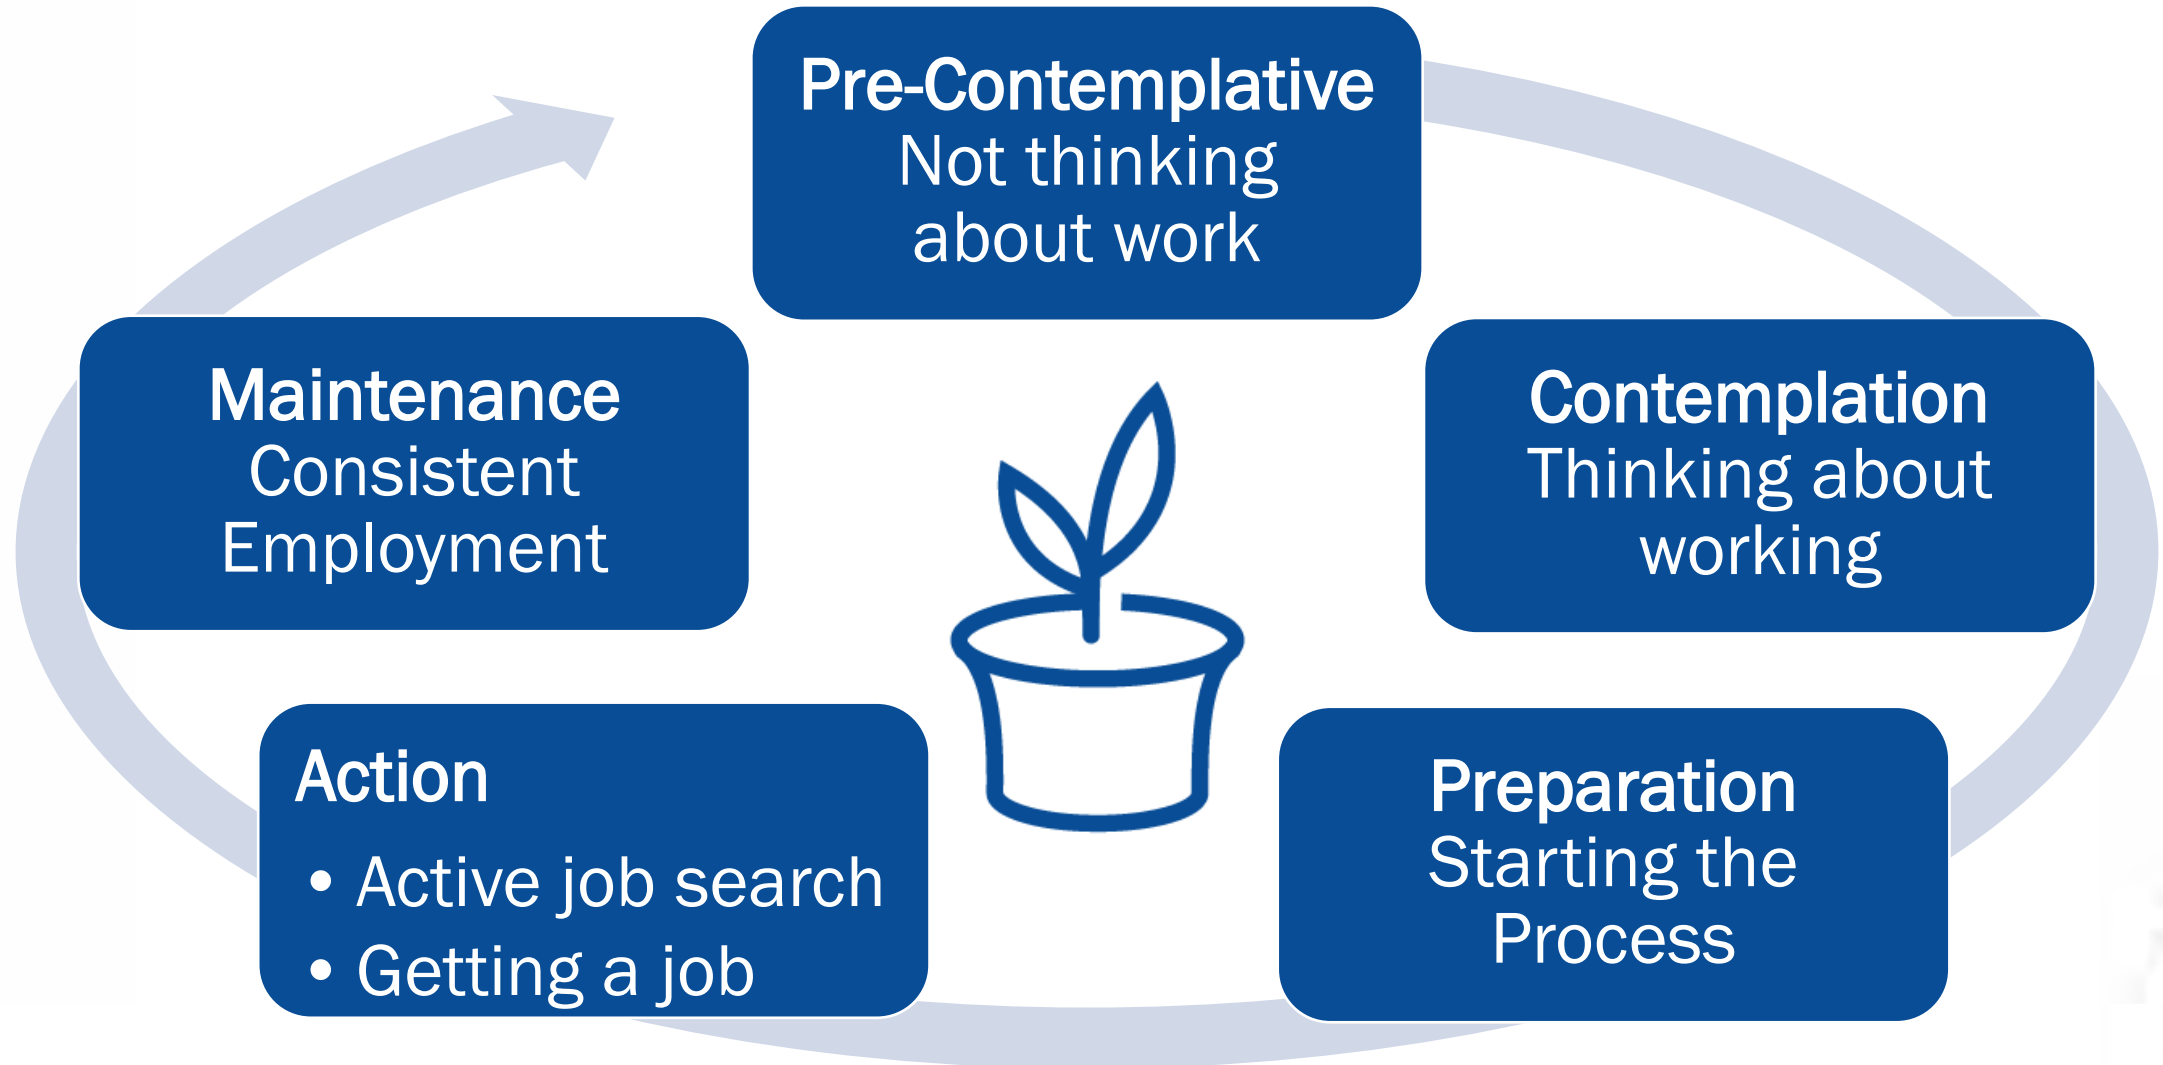 Pre-Contemplative
Not thinking
about work
Contemplation
Thinking about
working
Preparation
Starting the
Process
Action
• Active job search
• Getting a job
Maintenance
Consistent
Employment